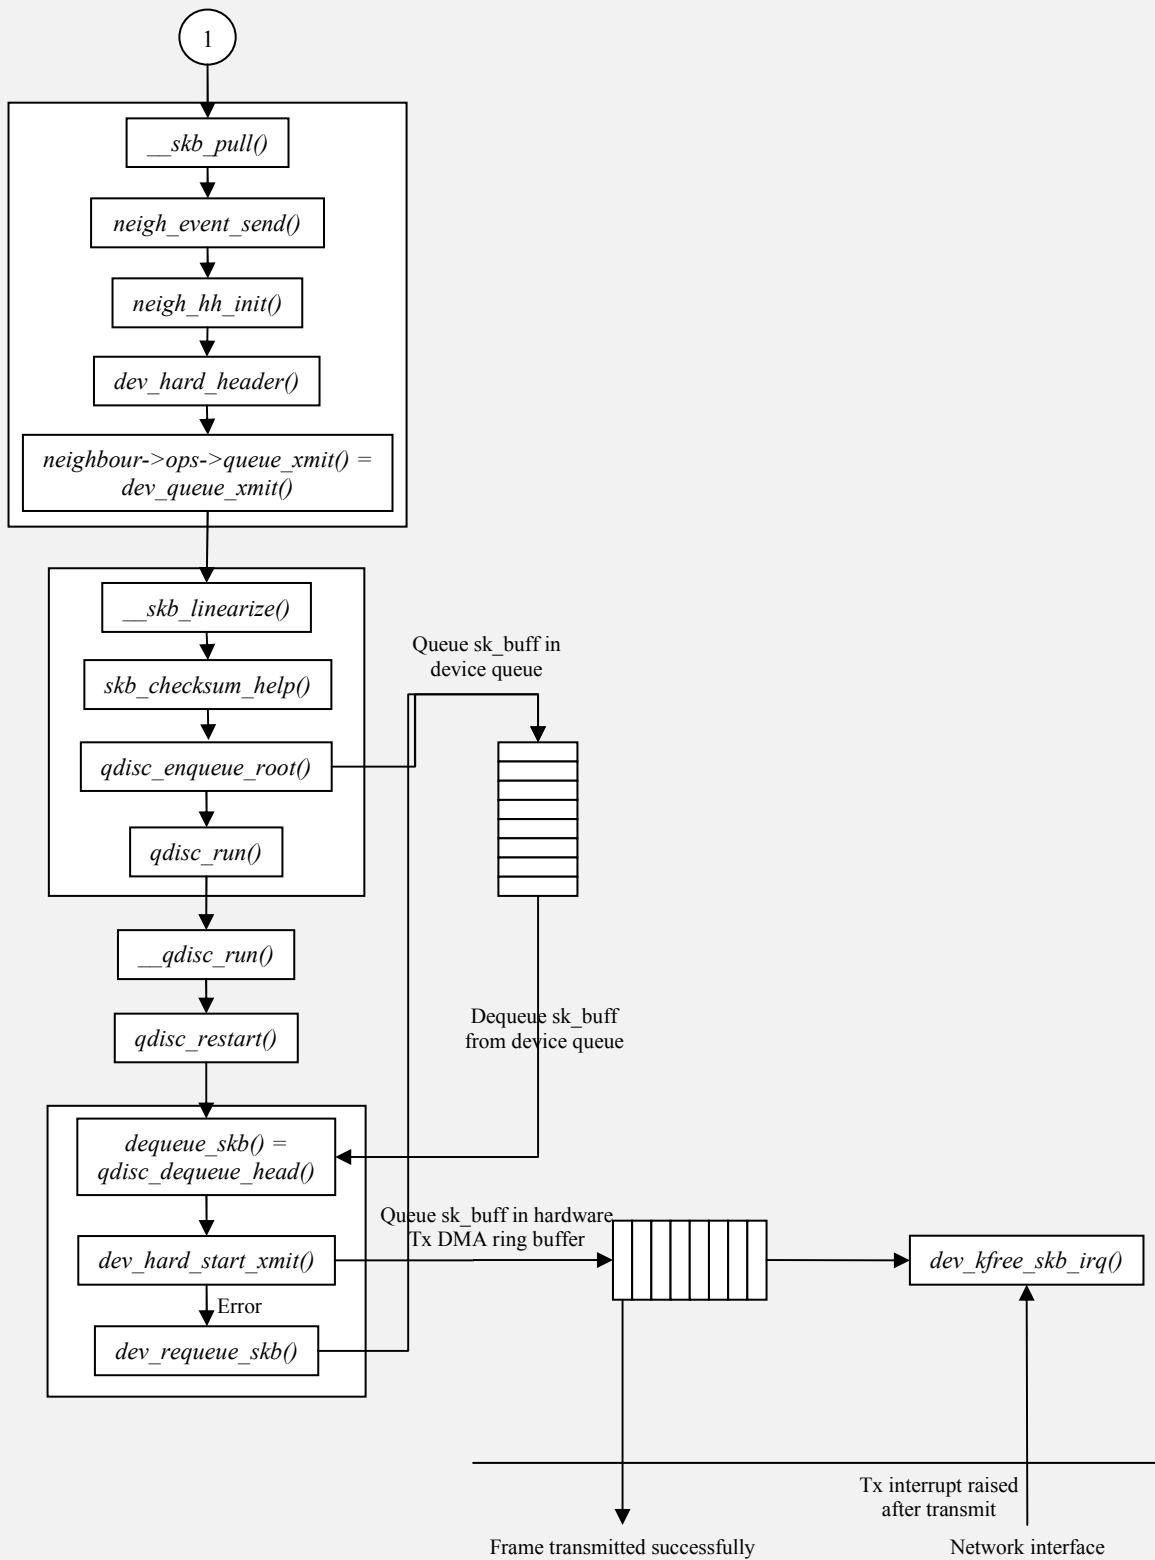 1
__skb_pull()
neigh_event_send()
neigh_hh_init()
dev_hard_header()
neighbour->ops->queue_xmit() =
dev_queue_xmit()
__skb_linearize()
Queue sk_buff in
device queue
skb_checksum_help()
qdisc_enqueue_root()
qdisc_run()
__qdisc_run()
qdisc_restart()
Dequeue sk_buff
from device queue
dequeue_skb() =
qdisc_dequeue_head()
Queue sk_buff in hardware
Tx DMA ring buffer
dev_hard_start_xmit()
dev_kfree_skb_irq()
Error
dev_requeue_skb()
Tx interrupt raised
after transmit
Frame transmitted successfully
Network interface